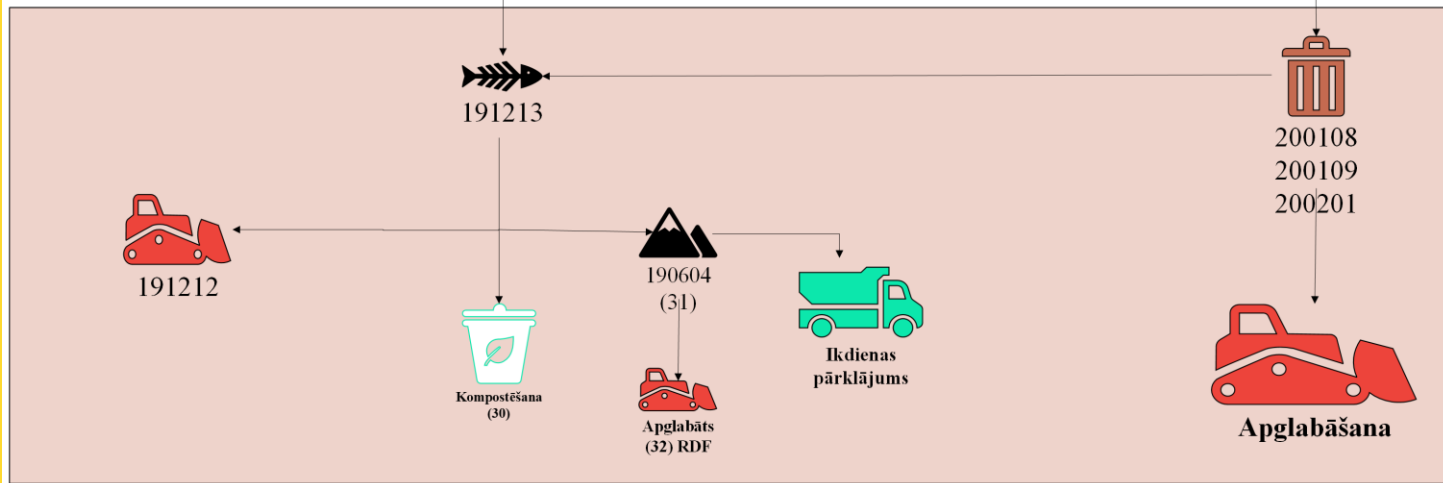 191213
200108
200109
200201
191212
190604
(31)
Ikdienas
pārklājums
Kompostēšana
(30)
Apglabāts
(32) RDF
Apglabāšana